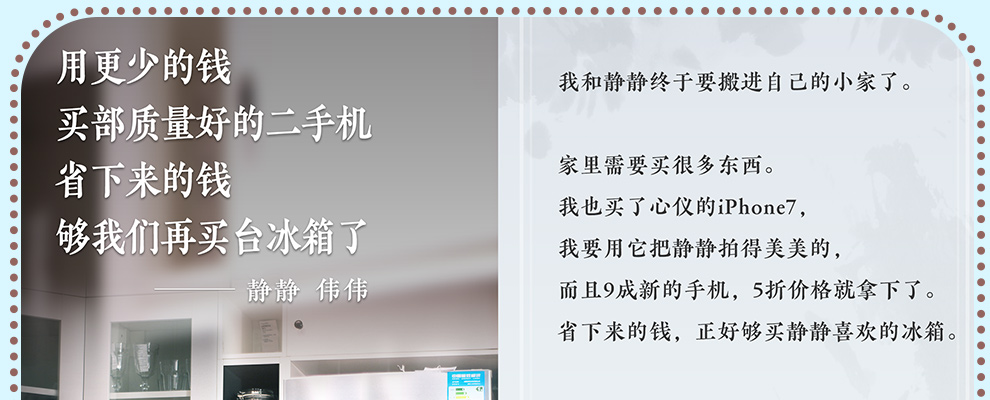 用更少的钱
买部质量好的二手机
省下来的钱
够我们再买台冰箱了
——静静 伟伟
我和静静终于要搬进自己的小家了。
家里需要买很多东西。
我也买了心仪的iPhone7,
我要用它把静静拍得美美的,
而且9成新的手机，5折价格就拿下了。
省下来的钱，正好够买静静喜欢的冰箱。